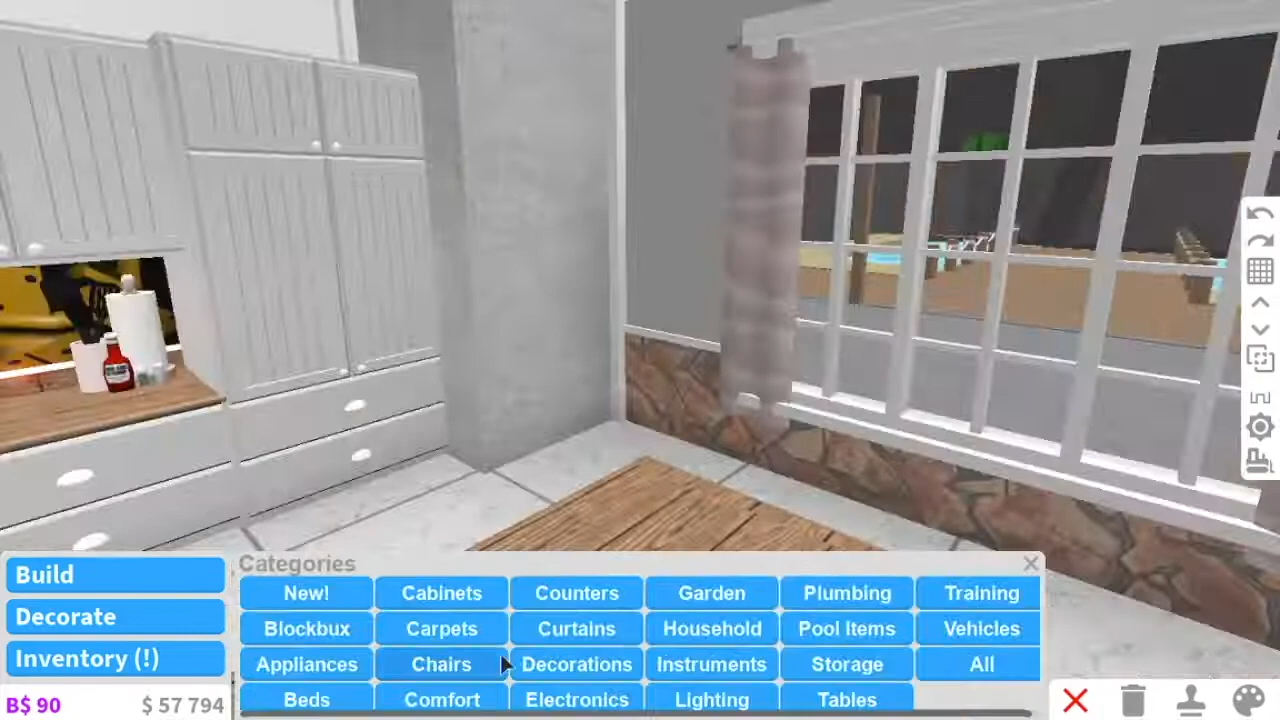 Build
Decorate
Inventory (!)
B$ 90
$ 57 794
Categories
New!
Cabinets
Counters
Garden
Plumbing
Training
Blockbux
Carpets
Curtains
Household
Pool Items
Vehicles
Appliances
Chairs
Decorations
Instruments
Storage
All
Beds
Comfort
Electronics
Lighting
Tables